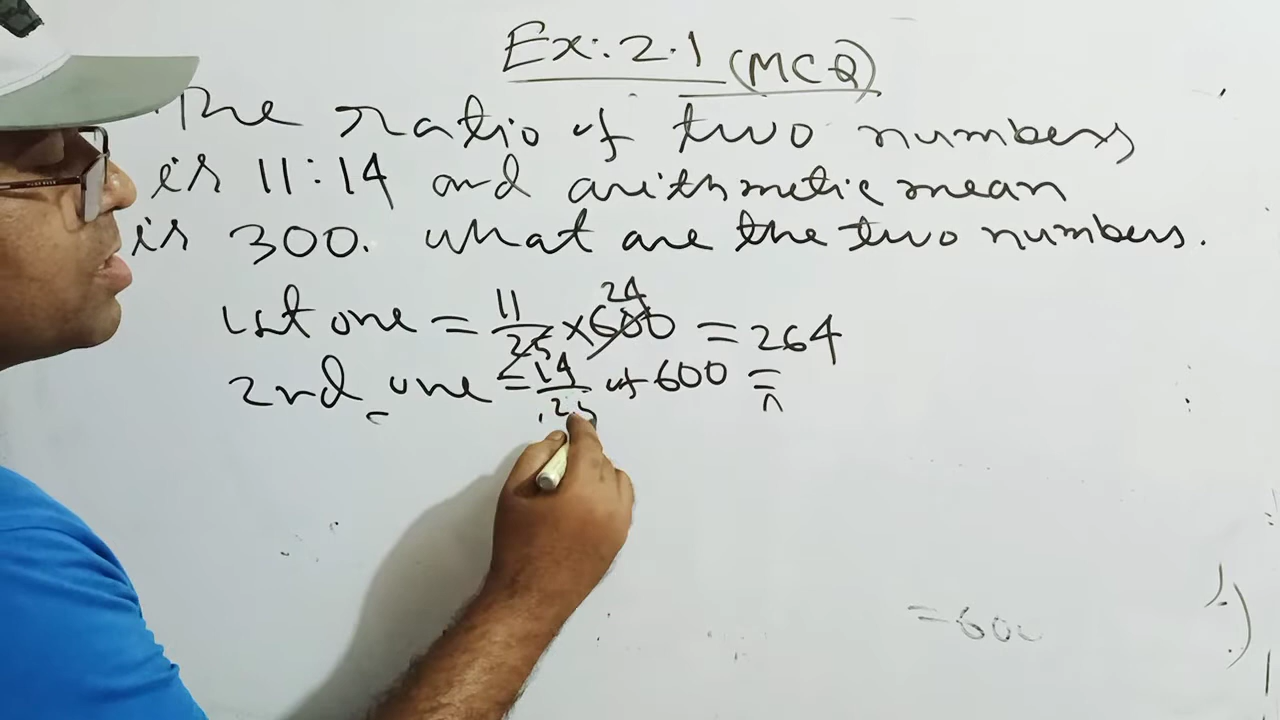 Ex:.2.1 (MCQ)
The ratio of two numbers
is 11:14 and arithmetic mean
is 300. what are the two numbers.
1st one = 11/25 × 600 24 = 264
2nd one = 14/25 of 600 =
= 600